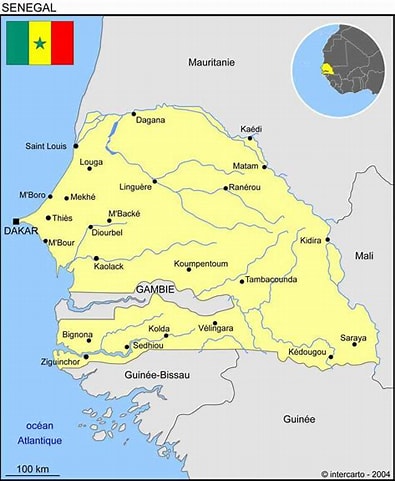 SENEGAL
Mauritanie
Dagana
Kaédi
Saint Louis
Louga
Matam
Linguère
Ranérou
M'Boro
Mekhé
Thiès
M'Backé
DAKAR
Diourbel
M'Bour
Kidira
Mali
Kaolack
Koumpentoum
Tambacounda
GAMBIE
Bignona
Kolda
Vélingara
Sedhiou
Saraya
Ziguinchor
Kédougou
Guinée-Bissau
Guinée
océan
Atlantique
100 km
© intercarto - 2004